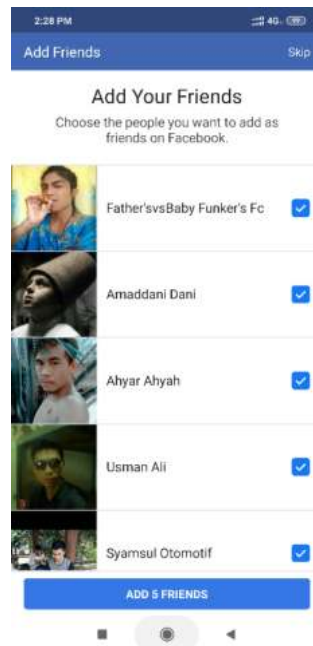 2:28 PM
4G
99
Add Friends
Skip
Add Your Friends
Choose the people you want to add as
friends on Facebook.
Father'svsBaby Funker's Fc
Amaddani Dani
Ahyar Ahyah
Usman Ali
Syamsul Otomotif
ADD 5 FRIENDS